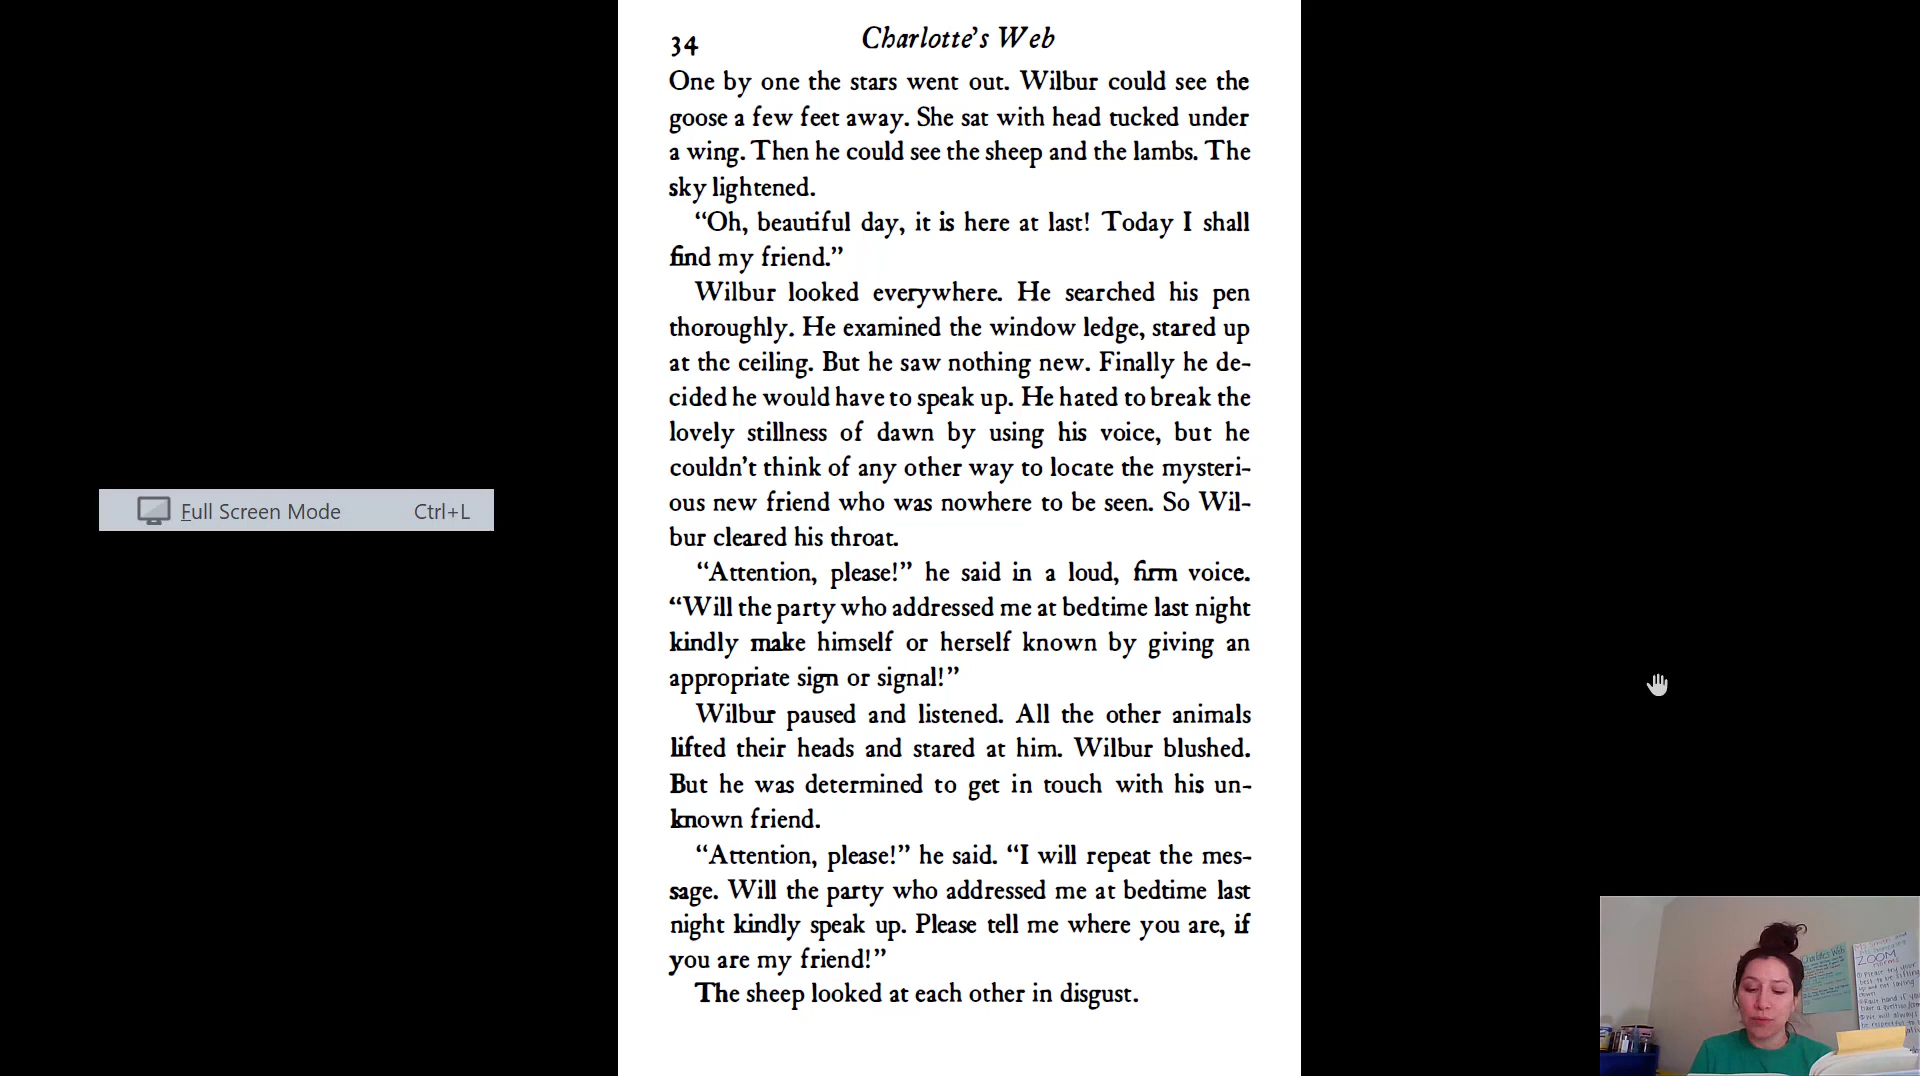 34 Charlotte's Web
One by one the stars went out. Wilbur could see the
goose a few feet away. She sat with head tucked under
a wing. Then he could see the sheep and the lambs. The
sky lightened.
“Oh, beautiful day, it is here at last! Today I shall
find my friend.”
Wilbur looked everywhere. He searched his pen
thoroughly. He examined the window ledge, stared up
at the ceiling. But he saw nothing new. Finally he de-
cided he would have to speak up. He hated to break the
lovely stillness of dawn by using his voice, but he
couldn't think of any other way to locate the mysteri-
ous new friend who was nowhere to be seen. So Wil-
bur cleared his throat.
“Attention, please!” he said in a loud, firm voice.
“Will the party who addressed me at bedtime last night
kindly make himself or herself known by giving an
appropriate sign or signal!”
Wilbur paused and listened. All the other animals
lifted their heads and stared at him. Wilbur blushed.
But he was determined to get in touch with his un-
known friend.
“Attention, please!” he said. “I will repeat the mes-
sage. Will the party who addressed me at bedtime last
night kindly speak up. Please tell me where you are, if
you are my friend!”
The sheep looked at each other in disgust.
Full Screen Mode Ctrl+L
Charlotte's Web
ZOOM
norms